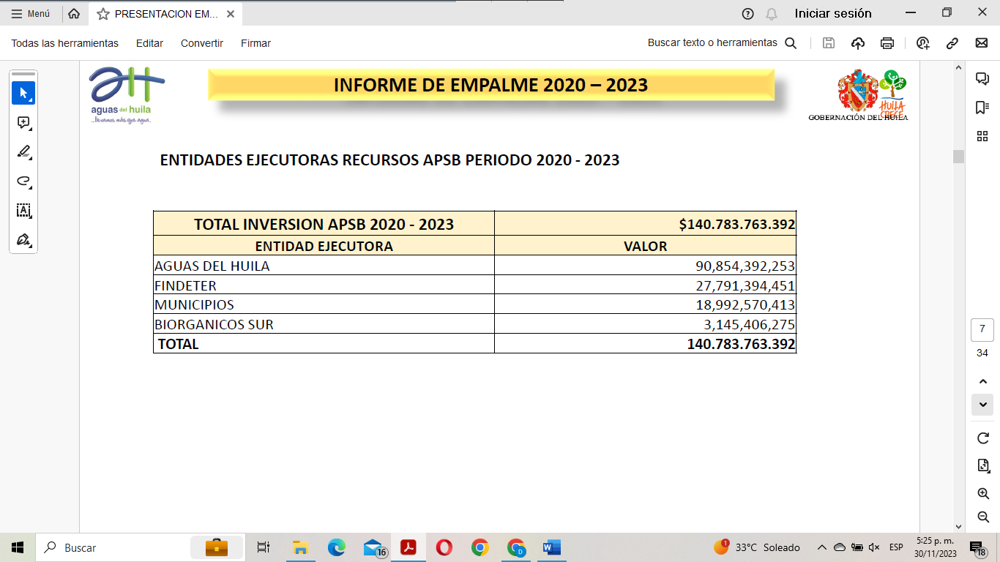 Menú
PRESENTACION EM...
Iniciar sesión
Todas las herramientas Editar Convertir Firmar
Buscar texto o herramientas
aH
aguas del huila
...llevamos más que agua.
INFORME DE EMPALME 2020 – 2023
HUILA
CRECE
GOBERNACIÓN DEL HUILA
ENTIDADES EJECUTORAS RECURSOS APSB PERIODO 2020 - 2023
TOTAL INVERSION APSB 2020 - 2023 $140.783.763.392
ENTIDAD EJECUTORA VALOR
AGUAS DEL HUILA 90,854,392,253
FINDETER 27,791,394,451
MUNICIPIOS 18,992,570,413
BIORGANICOS SUR 3,145,406,275
TOTAL 140.783.763.392
7
34
Buscar
16
D
1
33°C Soleado
ESP
5:25 p. m.
30/11/2023
18